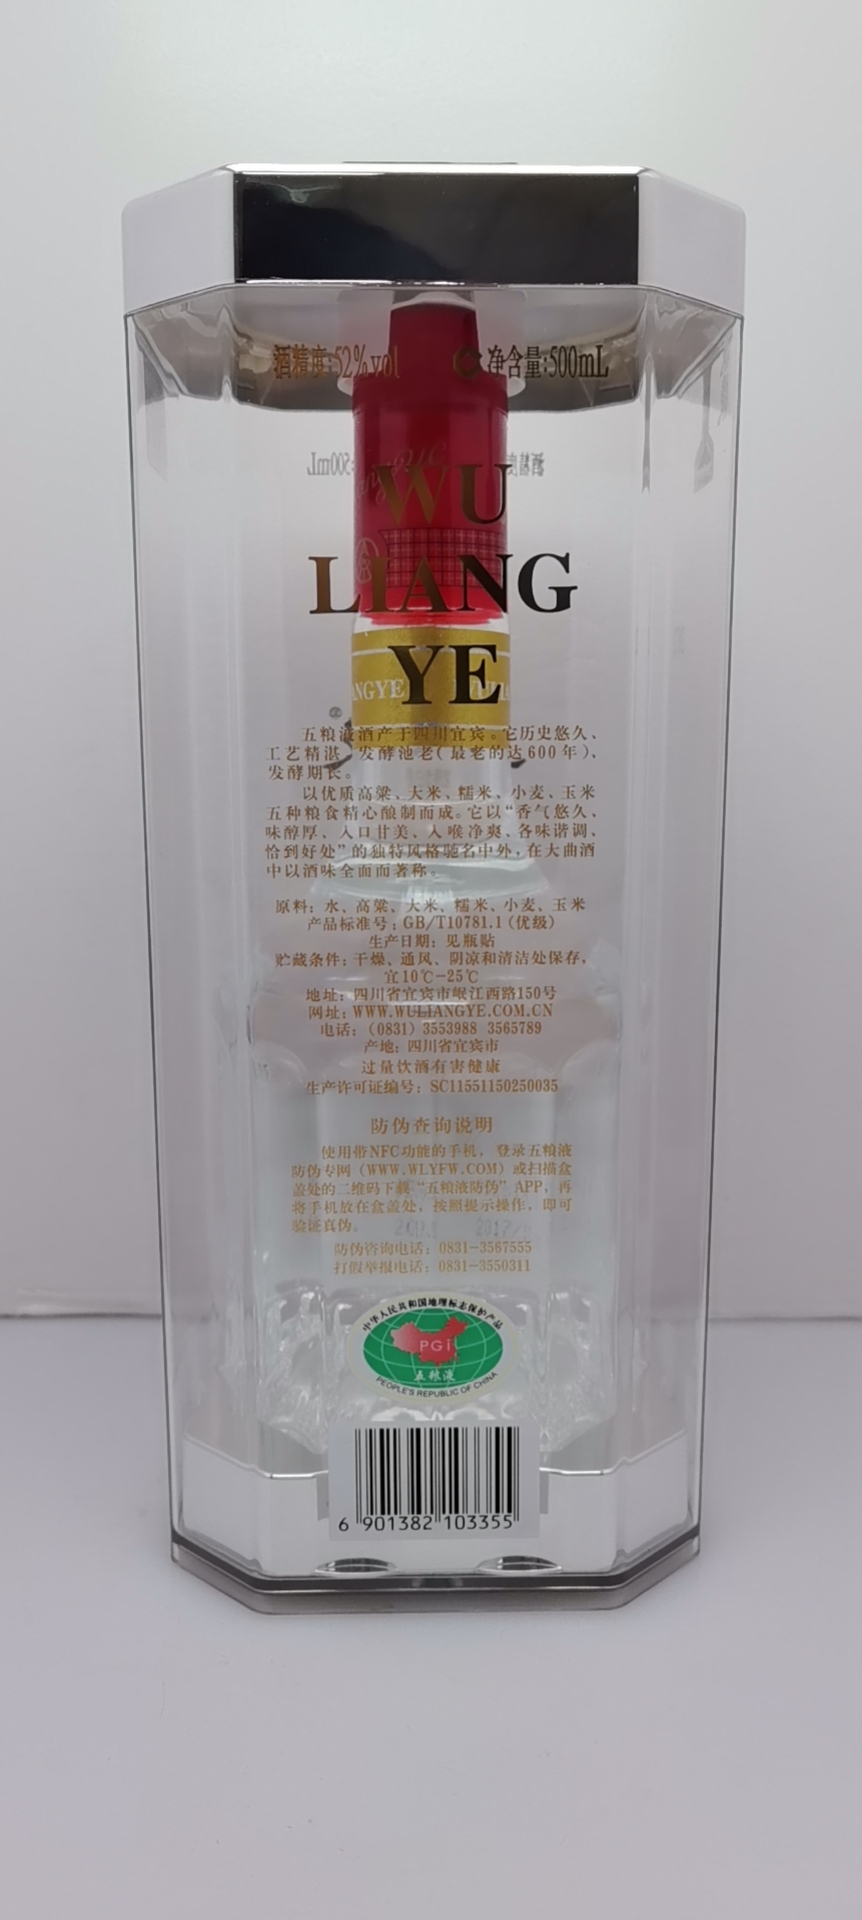 酒精度:52%vol 净含量:500mL
WU
LIANG
YE
ANGYE
五粮液酒产于四川宜宾。它历史悠久、
工艺精湛、发酵池老(最老的达600年)、
发酵期长。
以优质高粱、大米、糯米、小麦、玉米
五种粮食精心酿制而成。它以“香气悠久、
味醇厚、入口甘美、入喉净爽、各味谐调、
恰到好处”的独特风格驰名中外,在大曲酒
中以酒味全面而著称。
原料: 水、高粱、大米、糯米、小麦、玉米
产品标准号: GB/T10781.1 (优级)
生产日期: 见瓶贴
贮藏条件: 干燥、通风、阴凉和清洁处保存,
宜10℃-25℃
地址: 四川省宜宾市岷江西路150号
网址: WWW.WULIANGYE.COM.CN
电话: (0831) 3553988 3565789
产地: 四川省宜宾市
过量饮酒有害健康
生产许可证编号: SC11551150250035
防伪查询说明
使用带NFC功能的手机, 登录五粮液
防伪专网 (WWW.WLYFW.COM) 或扫描盒
盖处的二维码下载 “五粮液防伪” APP, 再
将手机放在盒盖处, 按照提示操作, 即可
验证真伪。
防伪咨询电话: 0831-3567555
打假举报电话: 0831-3550311
中华人民共和国地理标志保护产品
PGI
五粮液
PEOPLE'S REPUBLIC OF CHINA
6 901382 103355